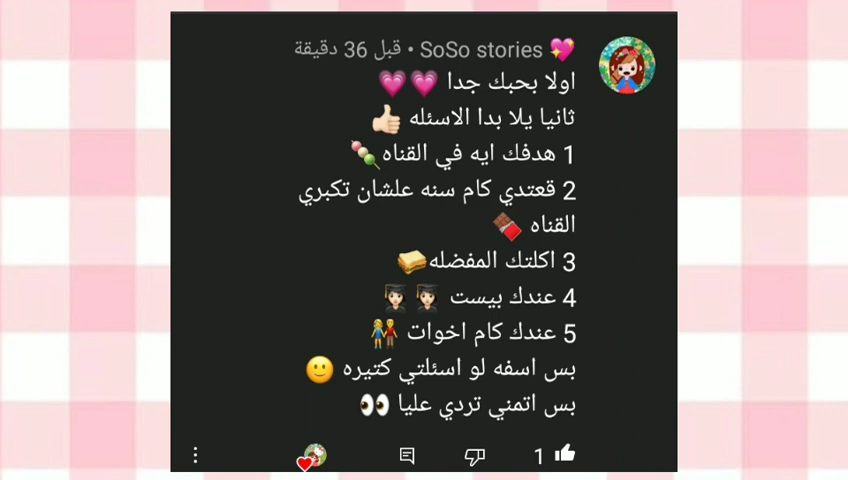 SoSo stories 💖 • قبل 36 دقيقة
اولا بحبك جدا 💗 💗
ثانيا يلا بدا الاسئله 👍🏻
1 هدفك ايه في القناه🍡
2 قعتدي كام سنه علشان تكبري
القناه 🍫
3 اكلتك المفضله🥪
4 عندك بيست 👩🏻‍🎓 👩🏻‍🎓
5 عندك كام اخوات 👭
بس اسفه لو اسئلتي كتيره 🙂
بس اتمني تردي عليا 👀
1